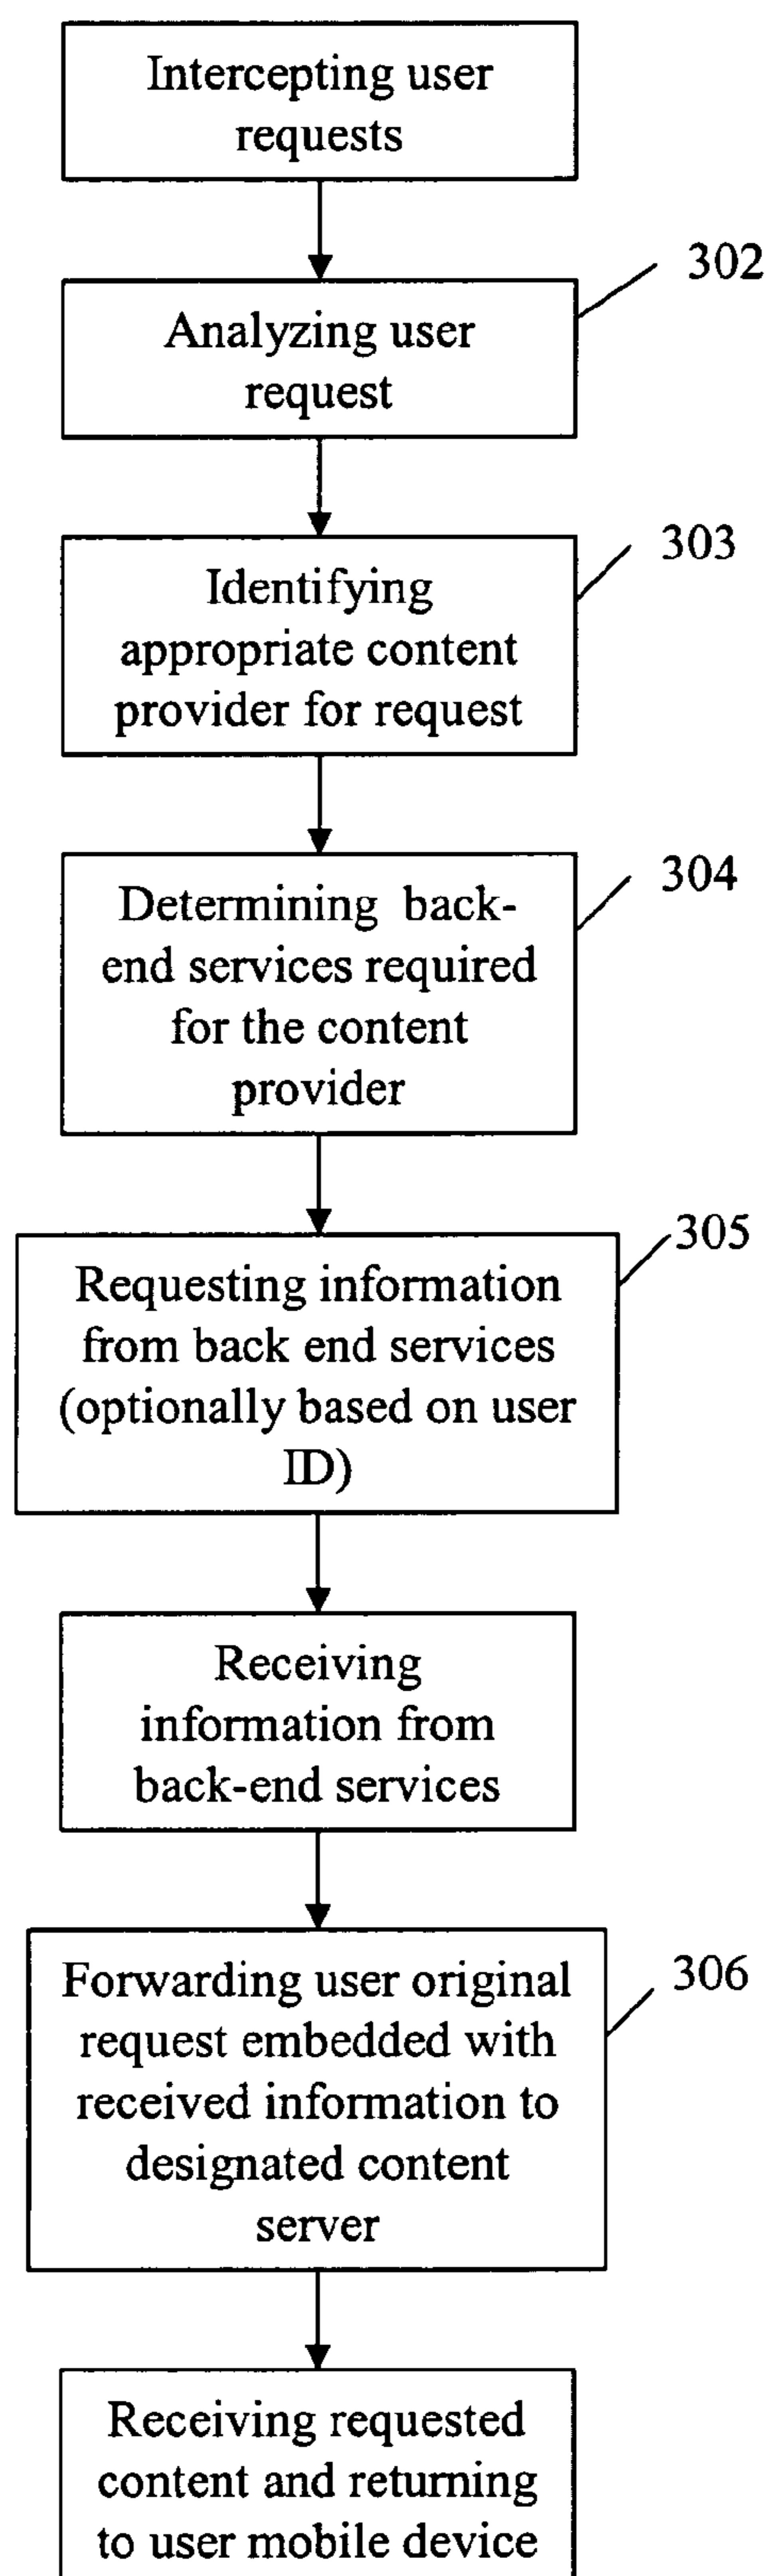 Intercepting user
requests
302
Analyzing user
request
303
Identifying
appropriate content
provider for request
304
Determining back-
end services required
for the content
provider
305
Requesting information
from back end services
(optionally based on user
ID)
Receiving
information from
back-end services
306
Forwarding user original
request embedded with
received information to
designated content
server
Receiving requested
content and returning
to user mobile device